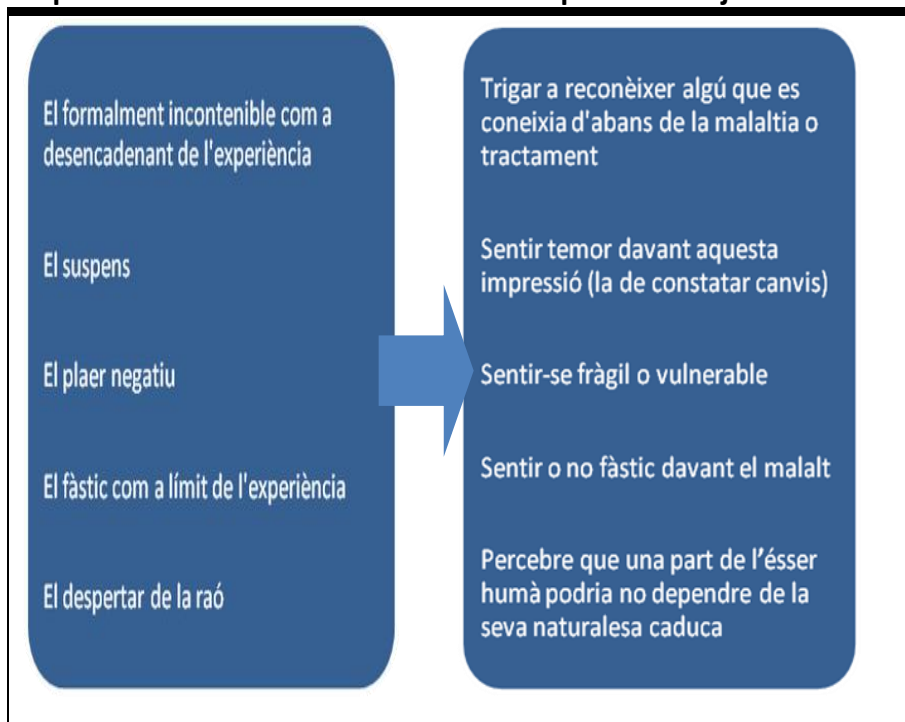 El formalment incontenible com a
desencadenant de l'experiència
El suspens
El plaer negatiu
El fàstic com a límit de l'experiència
El despertar de la raó
Trigar a reconèixer algú que es
coneixia d'abans de la malaltia o
tractament
Sentir temor davant aquesta
impressió (la de constatar canvis)
Sentir-se fràgil o vulnerable
Sentir o no fàstic davant el malalt
Percebre que una part de l'ésser
humà podria no dependre de la
seva naturalesa caduca